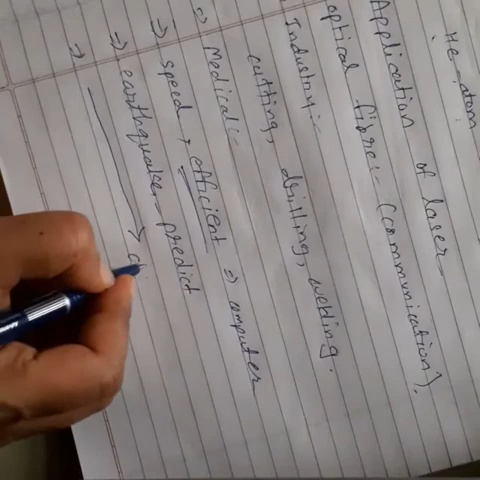 He-atom
Application of laser
optical fibre:- (communication).
Industry:-
cutting, drilling, welding.
⇒ Medical:-
⇒ speed, efficient ⇒ computer
⇒ earthquake, predict
⇒